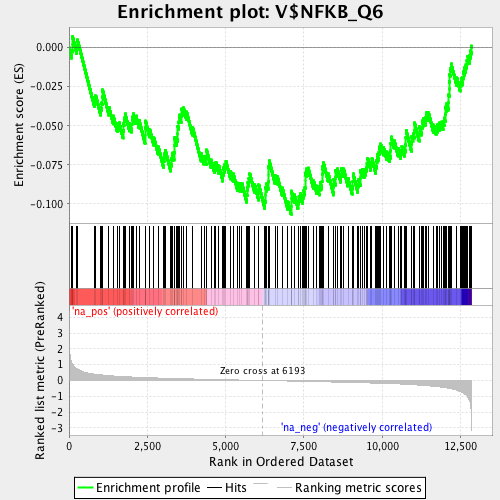 Enrichment plot: V$NFKB_Q6
Enrichment score (ES)
0.000
-0.025
-0.050
-0.075
-0.100
'na_pos' (positively correlated)
Ranked list metric (PreRanked)
4
3
2
1
0
-1
-2
-3
Zero cross at 6193
'na_neg' (negatively correlated)
0
2,500
5,000
7,500
10,000
12,500
Rank in Ordered Dataset
Enrichment profile
Hits
Ranking metric scores